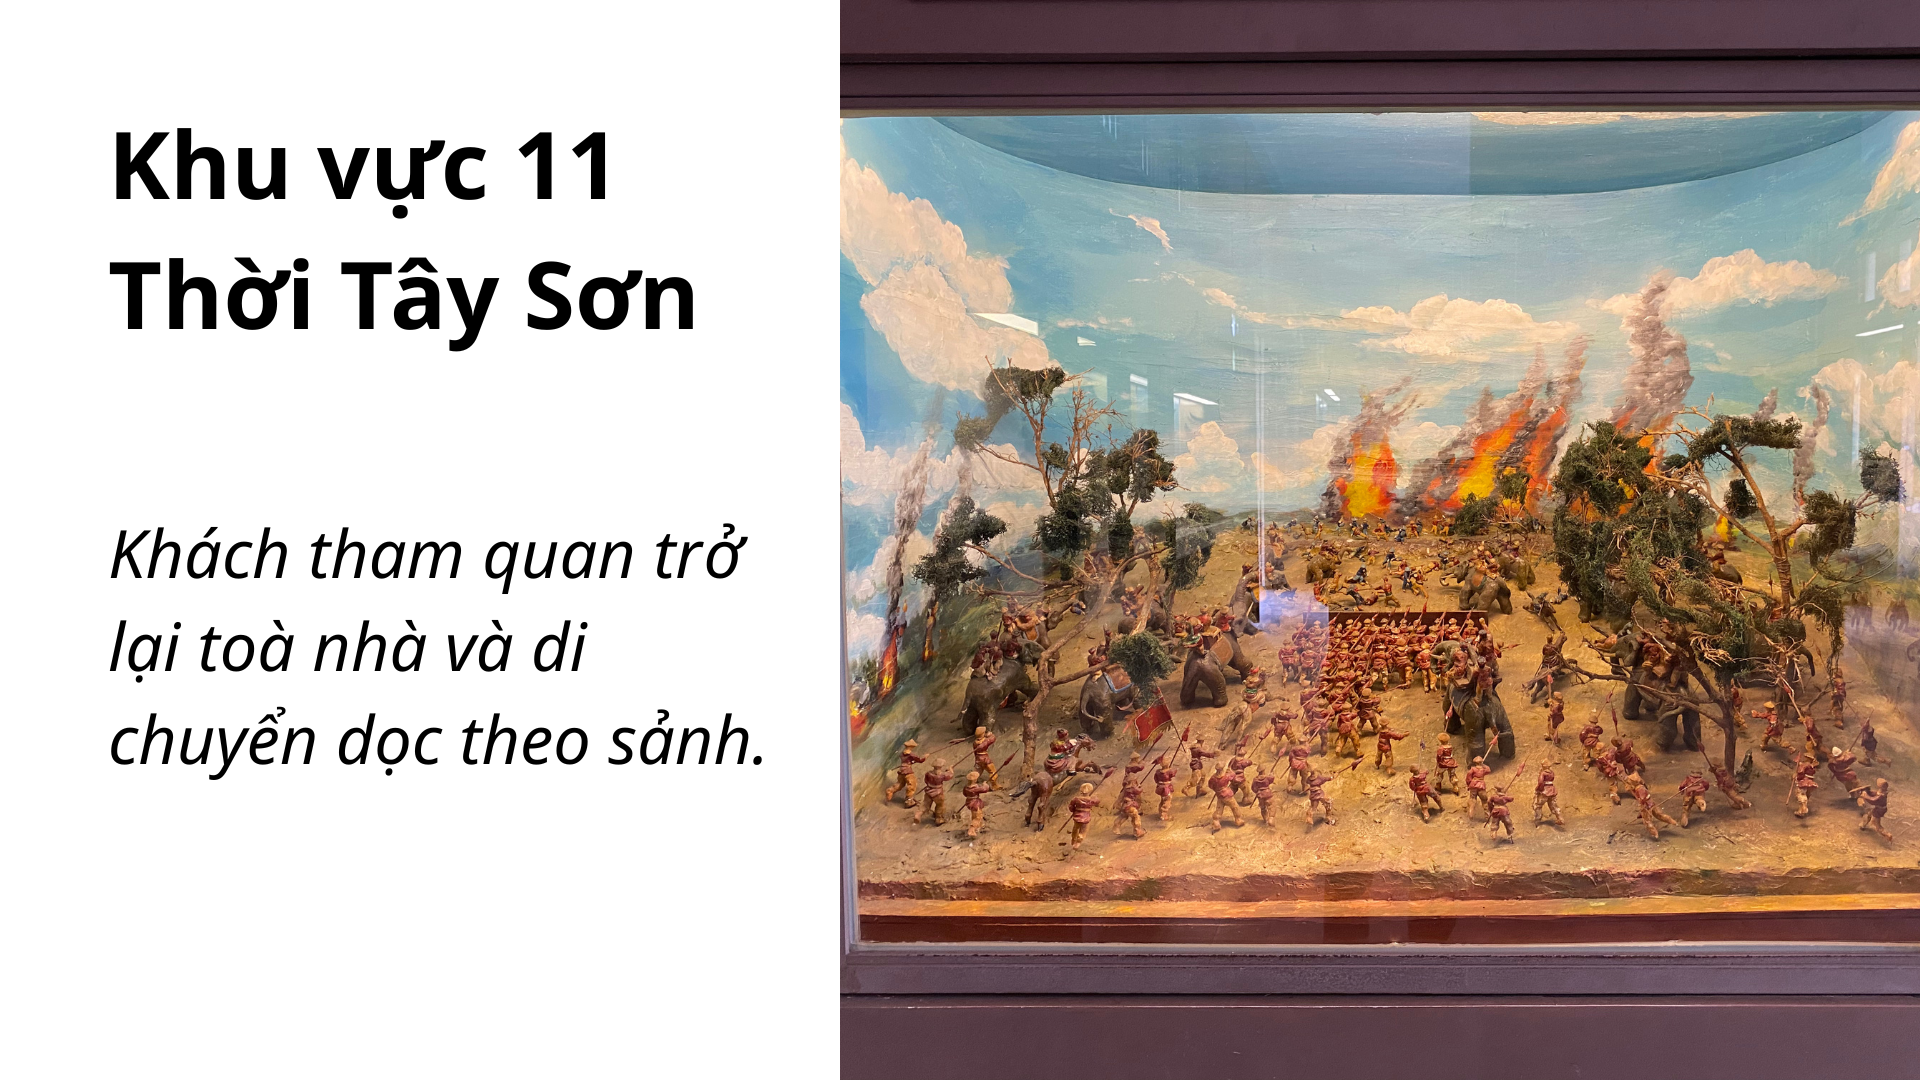 Khu vực 11
Thời Tây Sơn
Khách tham quan trở
lại toà nhà và di
chuyển dọc theo sảnh.